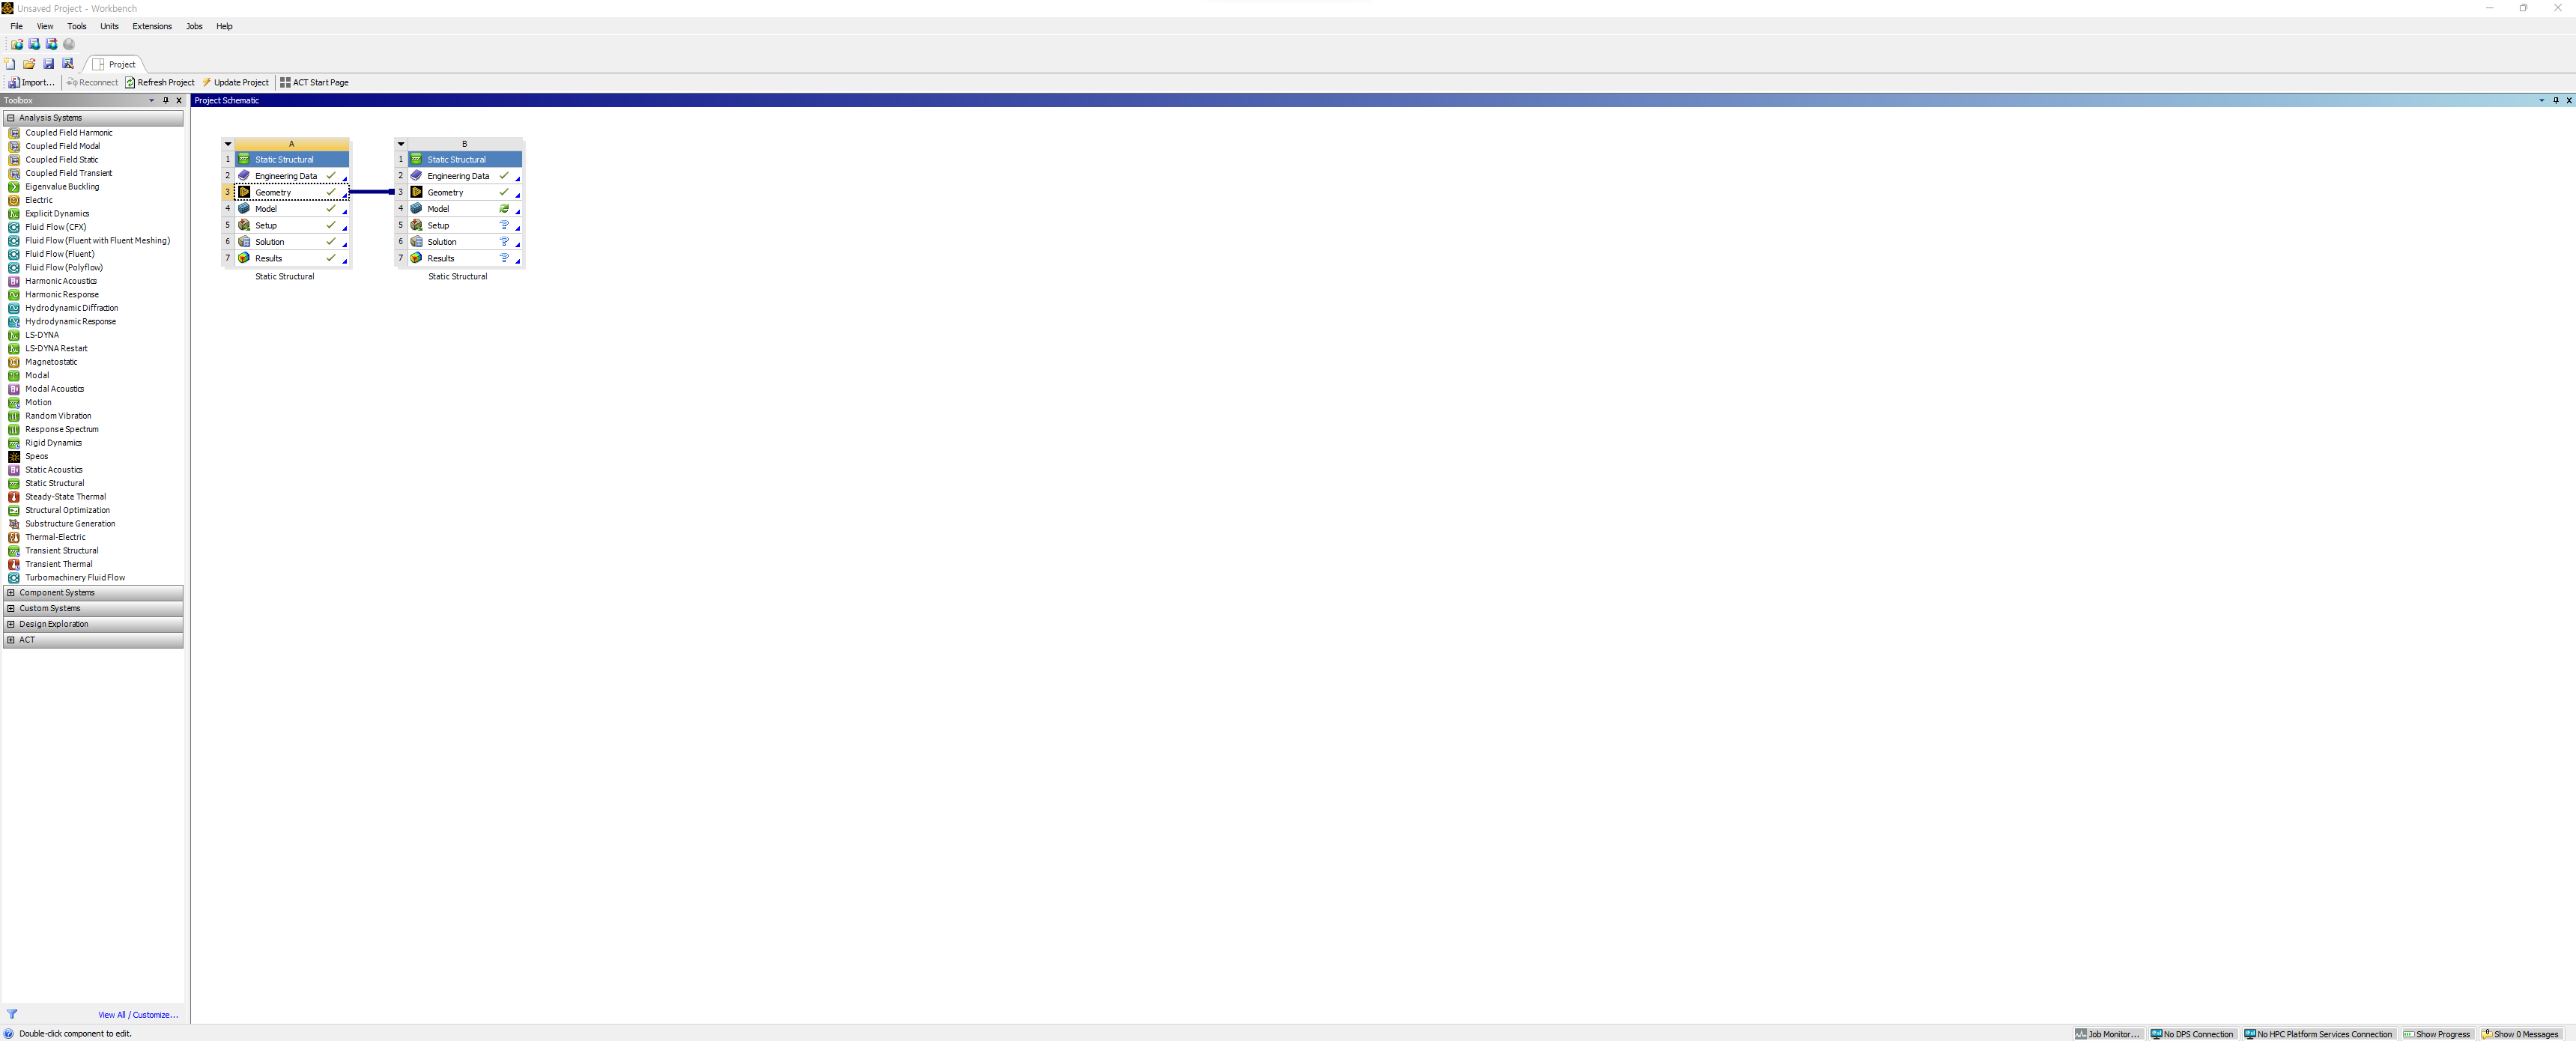 Unsaved Project - Workbench
File View Tools Units Extensions Jobs Help
Project
Import... Reconnect Refresh Project Update Project ACT Start Page
Toolbox
Project Schematic
Analysis Systems
Coupled Field Harmonic
Coupled Field Modal
Coupled Field Static
Coupled Field Transient
Eigenvalue Buckling
Electric
Explicit Dynamics
Fluid Flow (CFX)
Fluid Flow (Fluent with Fluent Meshing)
Fluid Flow (Fluent)
Fluid Flow (Polyflow)
Harmonic Acoustics
Harmonic Response
Hydrodynamic Diffraction
Hydrodynamic Response
LS-DYNA
LS-DYNA Restart
Magnetostatic
Modal
Modal Acoustics
Motion
Random Vibration
Response Spectrum
Rigid Dynamics
Speos
Static Acoustics
Static Structural
Steady-State Thermal
Structural Optimization
Substructure Generation
Thermal-Electric
Transient Structural
Transient Thermal
Turbomachinery Fluid Flow
Component Systems
Custom Systems
Design Exploration
ACT
View All / Customize...
A
1 Static Structural
2 Engineering Data
3 Geometry
4 Model
5 Setup
6 Solution
7 Results
Static Structural
B
1 Static Structural
2 Engineering Data
3 Geometry
4 Model
5 Setup
6 Solution
7 Results
Static Structural
Double-click component to edit.
Job Monitor... No DPS Connection No HPC Platform Services Connection Show Progress Show 0 Messages